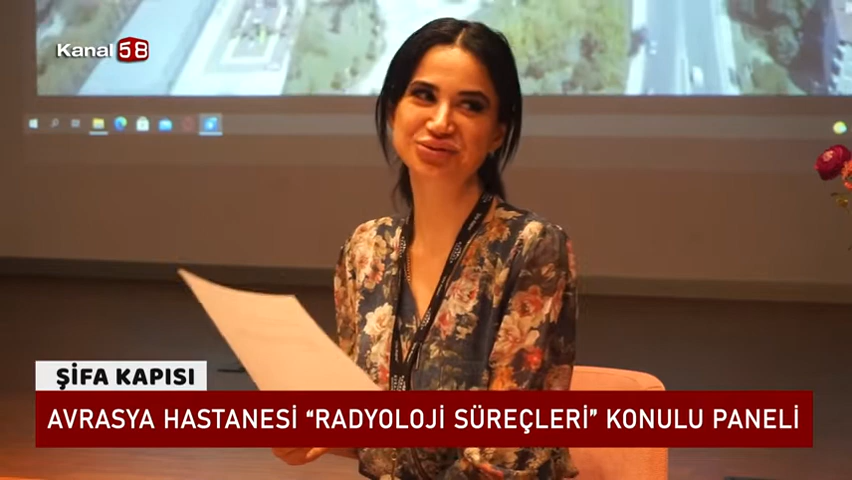 Kanal 58
ŞİFA KAPISI
AVRASYA HASTANESİ “RADYOLOJİ SÜREÇLERİ” KONULU PANELİ